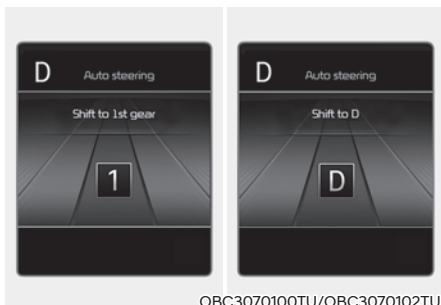 D Auto steering
Shift to 1st gear
1
D Auto steering
Shift to D
D
OBC3070100TU/OBC3070102TU